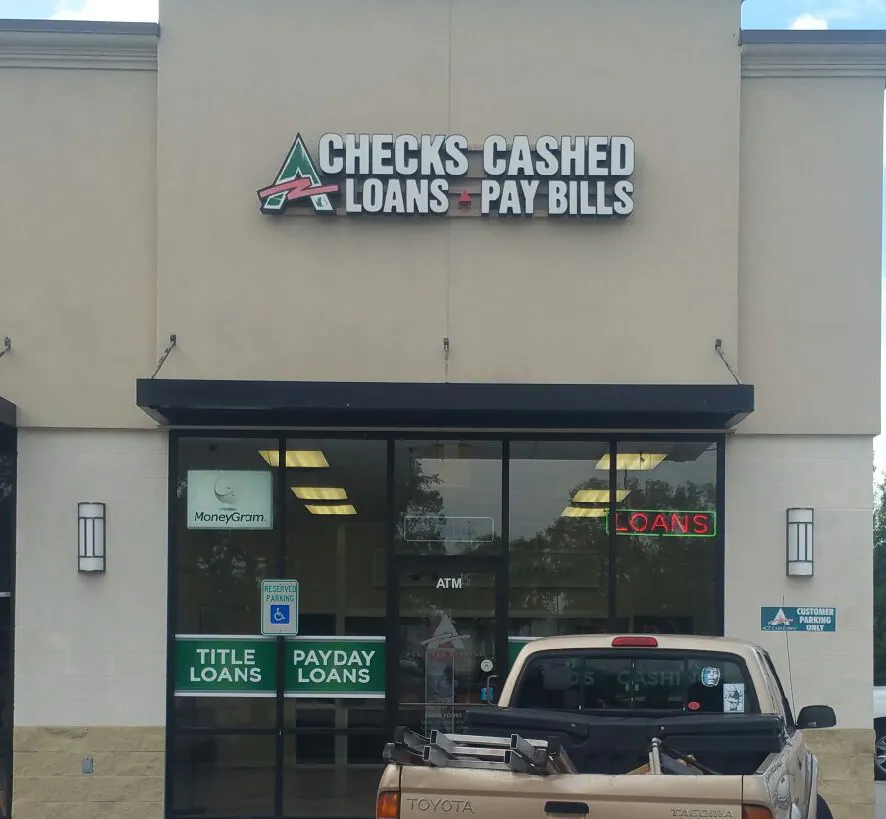 CHECKS CASHED
LOANS PAY BILLS
MoneyGram
LOANS
ATM
RESERVED
PARKING
CUSTOMER
PARKING
ONLY
TITLE
LOANS
PAYDAY
LOANS
TOYOTA
TACOMA